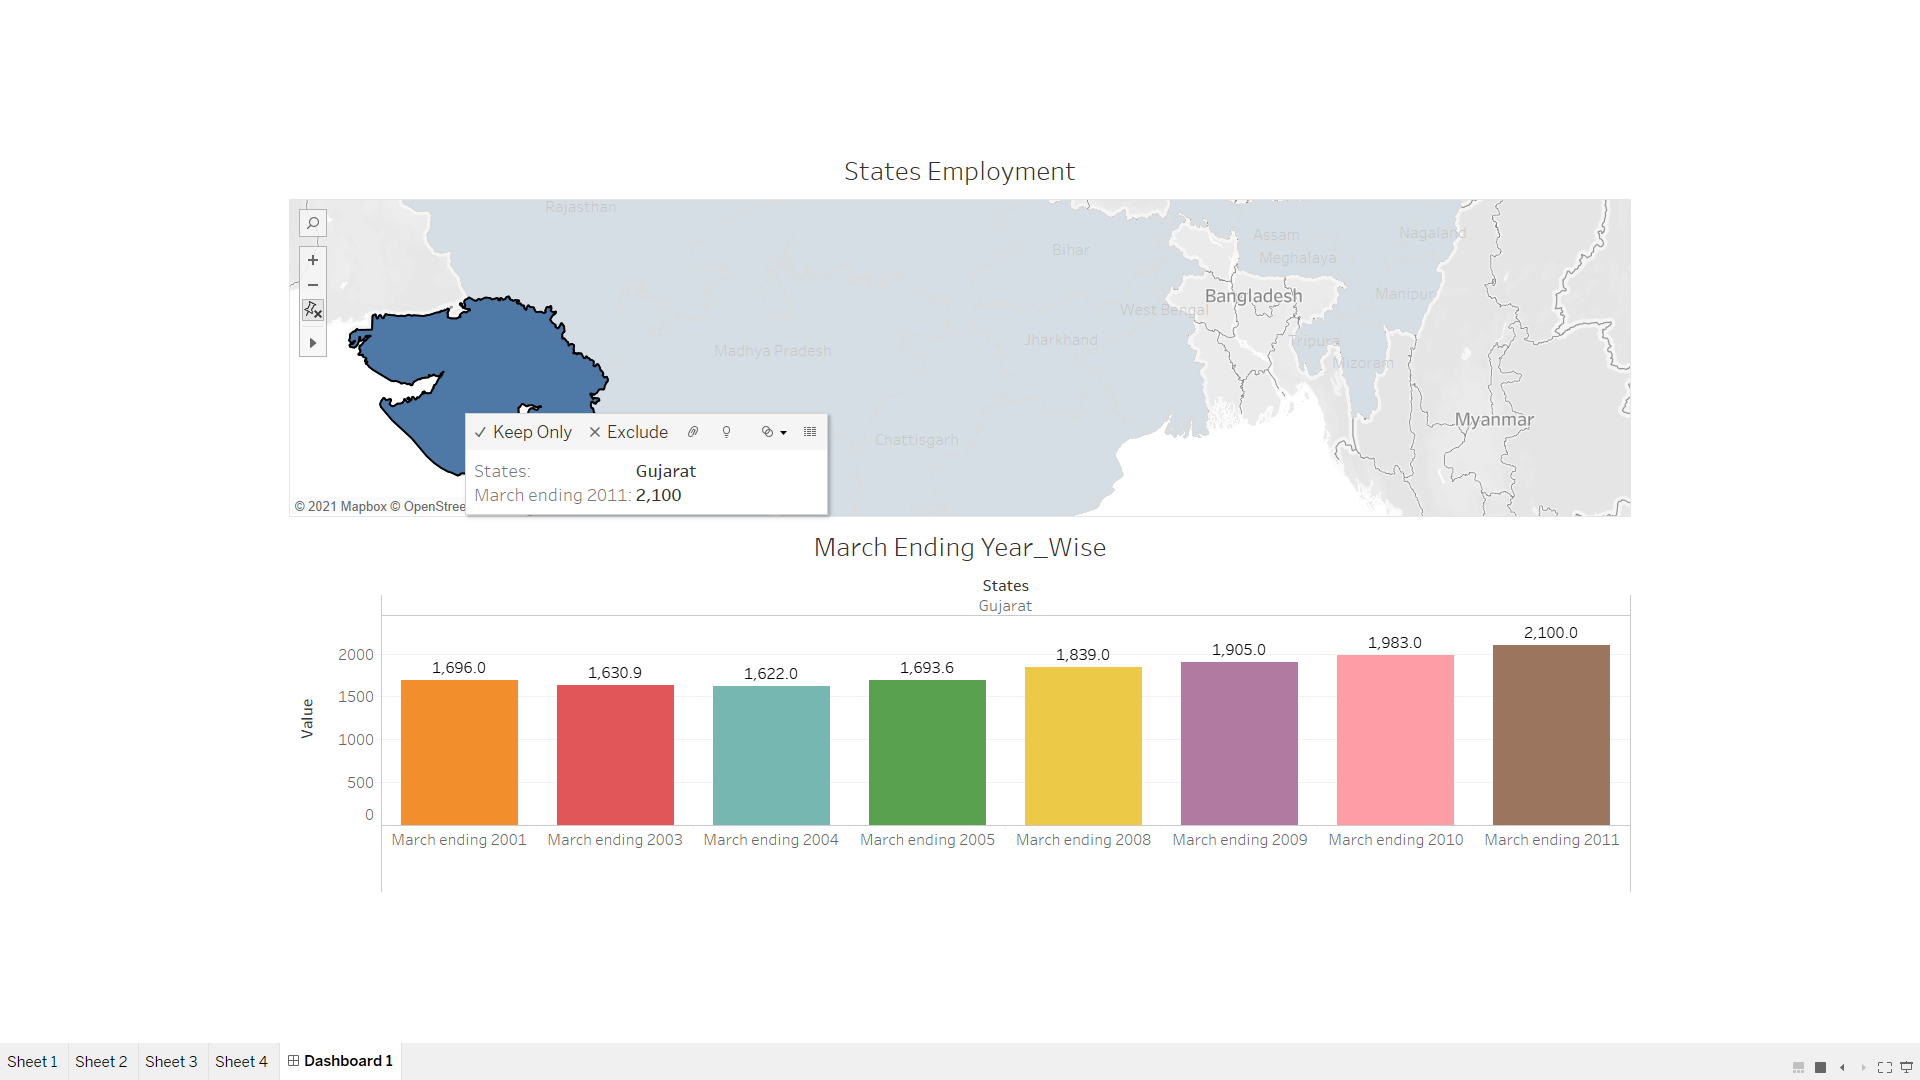 States Employment
Rajasthan
Bihar
Assam
Nagaland
Meghalaya
Bangladesh
Manipur
West Bengal
Jharkhand
Tripura
Madhya Pradesh
Mizoram
Myanmar
Chattisgarh
Keep Only Exclude
States: Gujarat
March ending 2011: 2,100
© 2021 Mapbox © OpenStree
March Ending Year_Wise
States
Gujarat
Value
2000
1500
1000
500
0
1,696.0 1,630.9 1,622.0 1,693.6 1,839.0 1,905.0 1,983.0 2,100.0
March ending 2001 March ending 2003 March ending 2004 March ending 2005 March ending 2008 March ending 2009 March ending 2010 March ending 2011
Sheet 1 Sheet 2 Sheet 3 Sheet 4 Dashboard 1